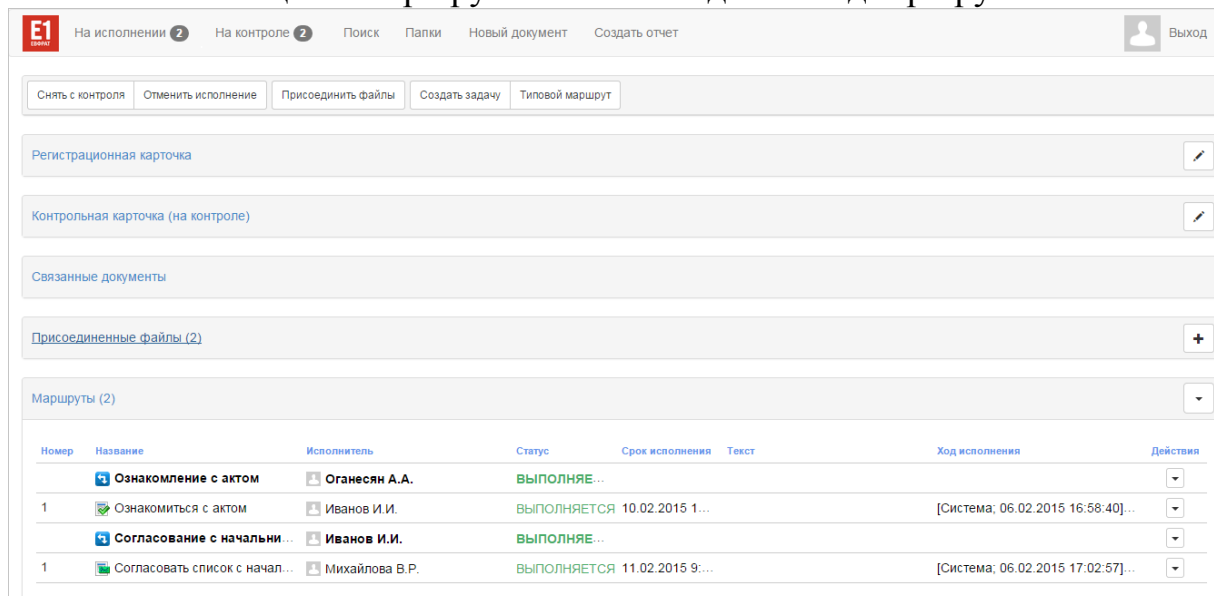 E1
ЕВФРАТ
На исполнении 2
На контроле 2
Поиск
Папки
Новый документ
Создать отчет
Выход
Снять с контроля
Отменить исполнение
Присоединить файлы
Создать задачу
Типовой маршрут
Регистрационная карточка
Контрольная карточка (на контроле)
Связанные документы
Присоединенные файлы (2)
Маршруты (2)
Номер Название Исполнитель Статус Срок исполнения Текст Ход исполнения Действия
Ознакомление с актом Оганесян А.А. ВЫПОЛНЯЕ...
1 Ознакомиться с актом Иванов И.И. ВЫПОЛНЯЕТСЯ 10.02.2015 1... [Система; 06.02.2015 16:58:40]...
Согласование с начальни... Иванов И.И. ВЫПОЛНЯЕ...
1 Согласовать список с начал... Михайлова В.Р. ВЫПОЛНЯЕТСЯ 11.02.2015 9:... [Система; 06.02.2015 17:02:57]...